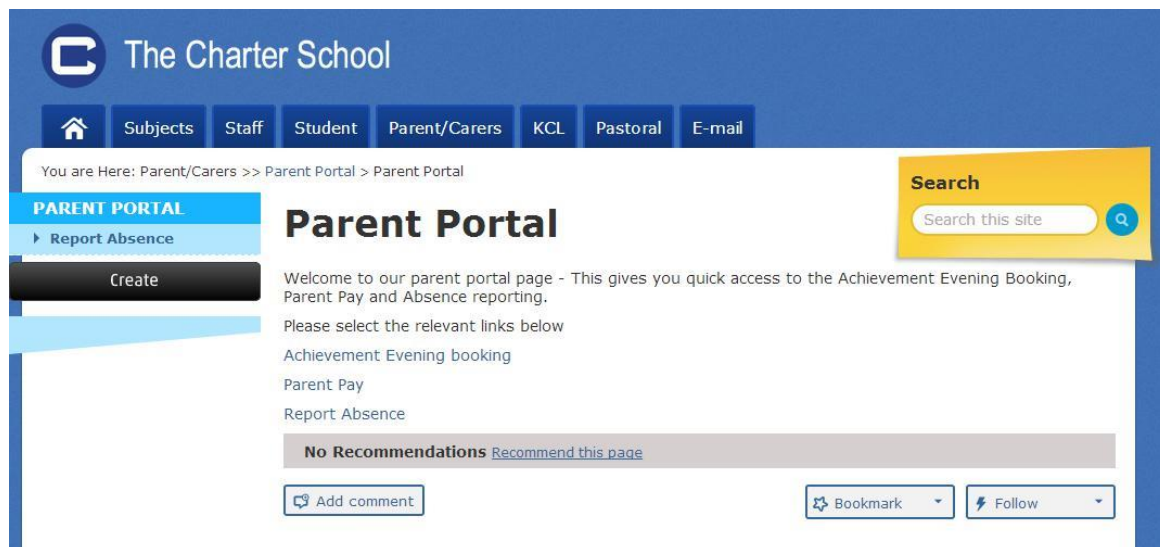 The Charter School
Subjects Staff Student Parent/Carers KCL Pastoral E-mail
You are Here: Parent/Carers >> Parent Portal > Parent Portal
Search
Search this site
PARENT PORTAL
Report Absence
Create
Parent Portal
Welcome to our parent portal page - This gives you quick access to the Achievement Evening Booking,
Parent Pay and Absence reporting.
Please select the relevant links below
Achievement Evening booking
Parent Pay
Report Absence
No Recommendations Recommend this page
Add comment
Bookmark
Follow